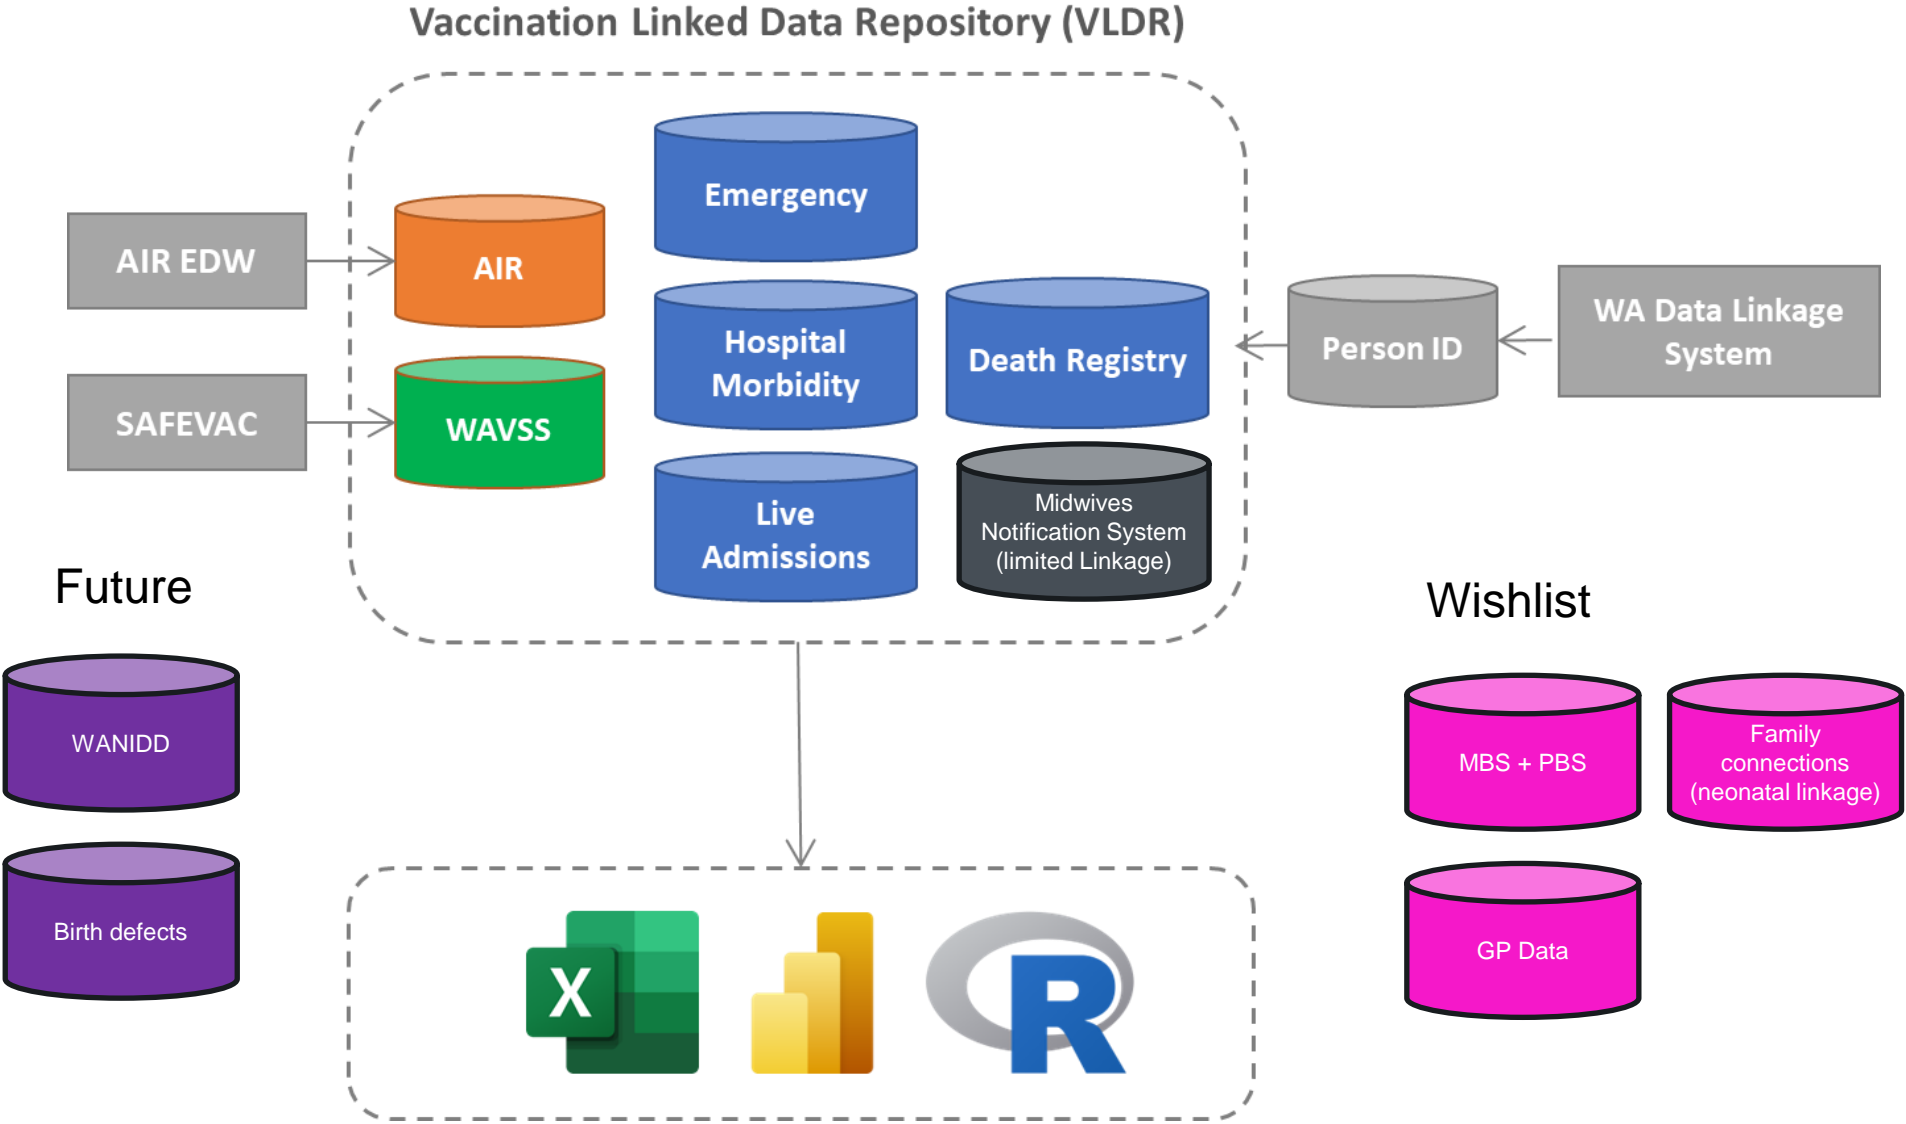 Vaccination Linked Data Repository (VLDR)
Emergency
AIR EDW
AIR
Hospital
Morbidity
Death Registry
Person ID
WA Data Linkage
System
SAFEVAC
WAVSS
Live
Admissions
Midwives
Notification System
(limited Linkage)
Future
WANIDD
Birth defects
Wishlist
MBS + PBS
Family
connections
(neonatal linkage)
GP Data
X
R